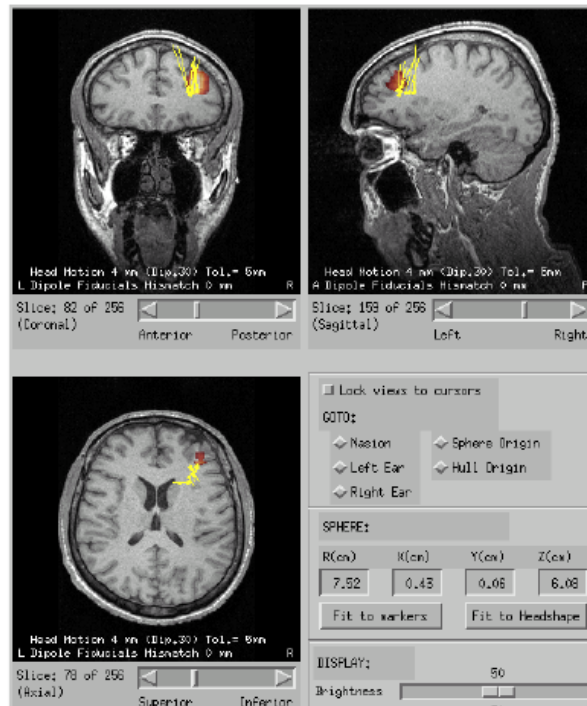 Head Motion 4 mm (Dip.30) Tol.= 5mm
L Dipole Fiducials Mismatch 0 mm R
Slice: 82 of 256
(Coronal)
Anterior Posterior
Head Motion 4 mm (Dip.30) Tol.= 5mm
A Dipole Fiducials Mismatch 0 mm P
Slice: 159 of 256
(Sagittal)
Left Right
Head Motion 4 mm (Dip.30) Tol.= 5mm
L Dipole Fiducials Mismatch 0 mm R
Slice: 78 of 256
(Axial)
Superior Inferior
Lock views to cursors
GOTO:
Nasion Sphere Origin
Left Ear Hull Origin
Right Ear
SPHERE:
R(cm) X(cm) Y(cm) Z(cm)
7.52 0.43 0.06 6.08
Fit to markers Fit to Headshape
DISPLAY:
50
Brightness